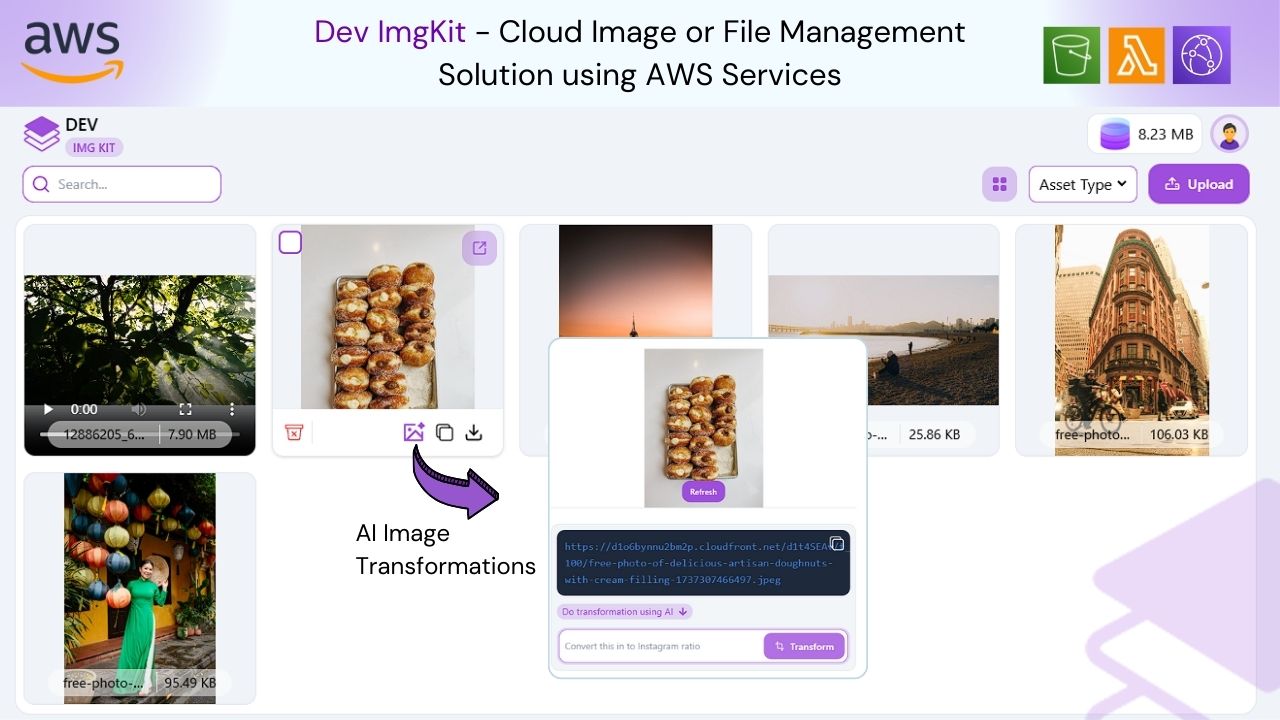 aws
Dev ImgKit - Cloud Image or File Management
Solution using AWS Services
DEV
IMG KIT
8.23 MB
Search...
Asset Type
Upload
0:00
12886205_6...
7.90 MB
o-...
25.86 KB
free-photo...
106.03 KB
Refresh
AI Image
Transformations
https://d1o6bynnu2bm2p.cloudfront.net/d1t4SEA
100/free-photo-of-delicious-artisan-doughnuts-
with-cream-filling-1737307466497.jpeg
Do transformation using AI
Convert this in to Instagram ratio
Transform
free-photo-...
95.49 KB